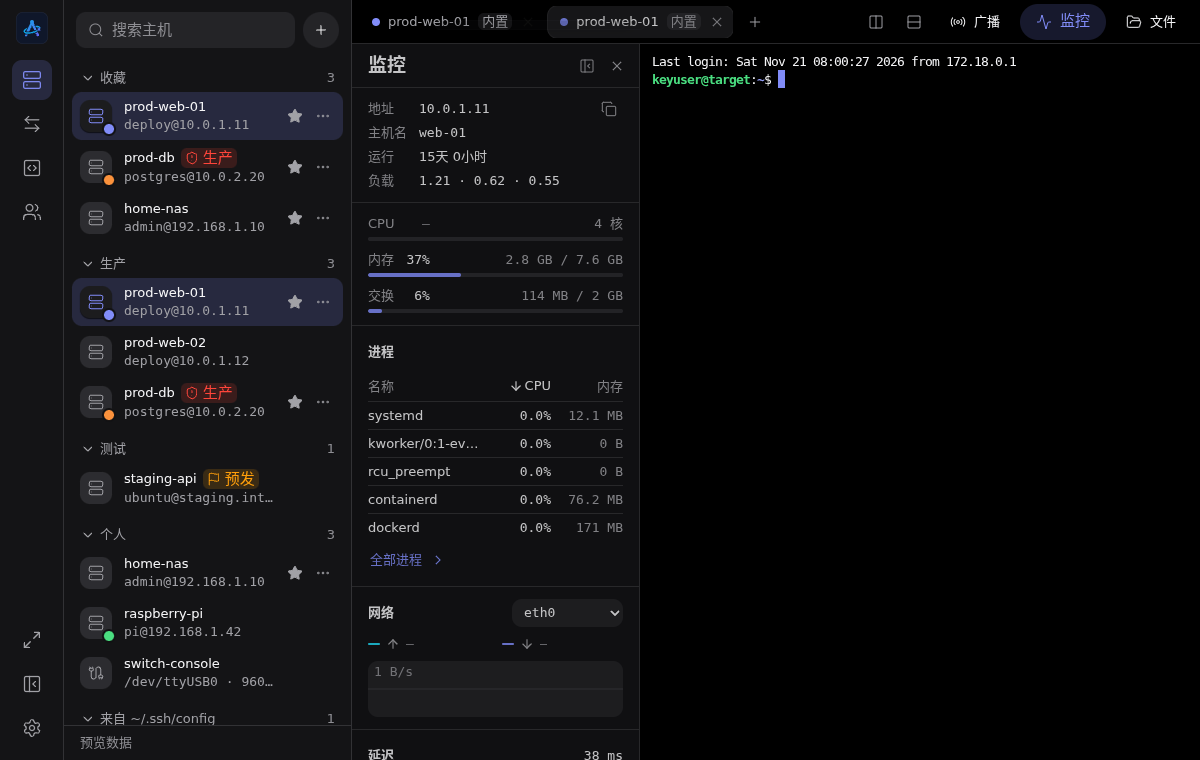 搜索主机
收藏 3
prod-web-01
deploy@10.0.1.11
prod-db 生产
postgres@10.0.2.20
home-nas
admin@192.168.1.10
生产 3
prod-web-01
deploy@10.0.1.11
prod-web-02
deploy@10.0.1.12
prod-db 生产
postgres@10.0.2.20
测试 1
staging-api 预发
ubuntu@staging.int…
个人 3
home-nas
admin@192.168.1.10
raspberry-pi
pi@192.168.1.42
switch-console
/dev/ttyUSB0 · 960…
来自 ~/.ssh/config 1
预览数据
prod-web-01 内置
prod-web-01 内置
广播
监控
文件
监控
地址 10.0.1.11
主机名 web-01
运行 15天 0小时
负载 1.21 · 0.62 · 0.55
CPU — 4 核
内存 37% 2.8 GB / 7.6 GB
交换 6% 114 MB / 2 GB
进程
名称 CPU 内存
systemd 0.0% 12.1 MB
kworker/0:1-ev… 0.0% 0 B
rcu_preempt 0.0% 0 B
containerd 0.0% 76.2 MB
dockerd 0.0% 171 MB
全部进程
网络 eth0
↑ — ↓ —
1 B/s
延迟 38 ms
Last login: Sat Nov 21 08:00:27 2026 from 172.18.0.1
keyuser@target:~$